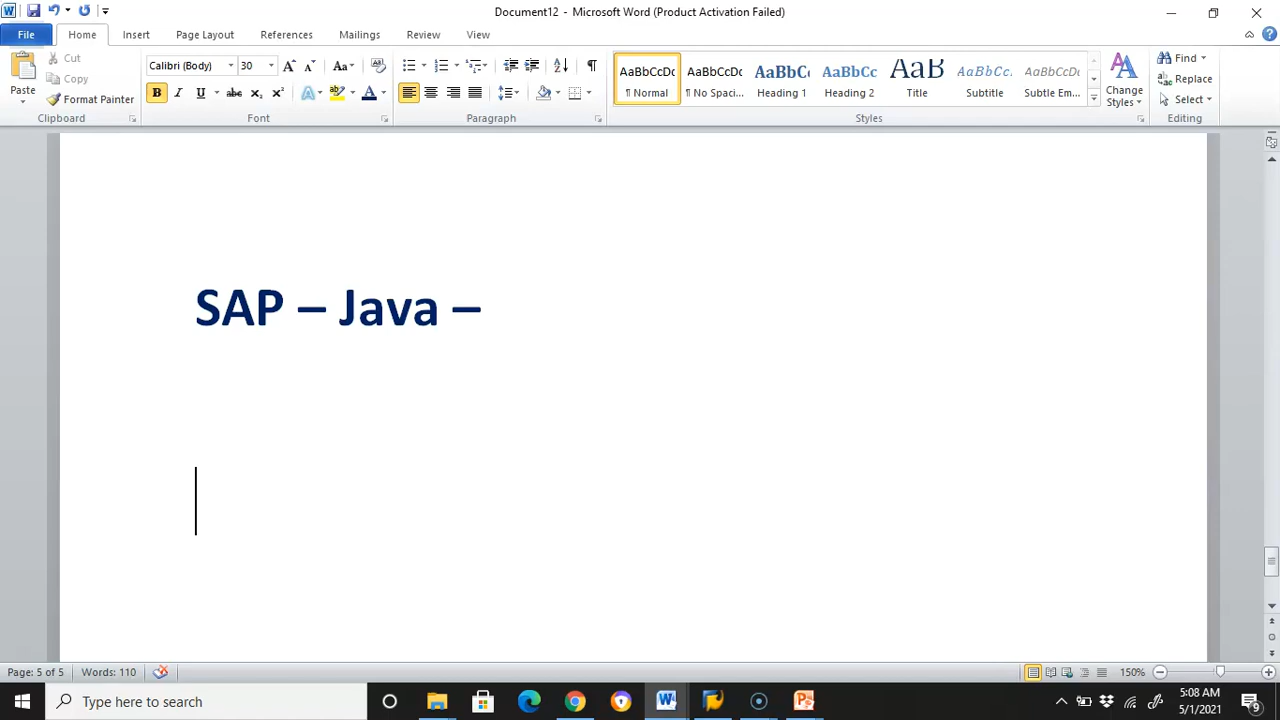 Document12 - Microsoft Word (Product Activation Failed)
File Home Insert Page Layout References Mailings Review View
Paste
Cut
Copy
Format Painter
Clipboard
Calibri (Body) 30
Font
Paragraph
AaBbCcDc AaBbCcDc AaBbC AaBbCc AaB AaBbCc. AaBbCcDc
¶ Normal ¶ No Spaci... Heading 1 Heading 2 Title Subtitle Subtle Em...
Styles
Change
Styles
Find
Replace
Select
Editing
SAP – Java –
Page: 5 of 5 Words: 110 150%
Type here to search
5:08 AM
5/1/2021